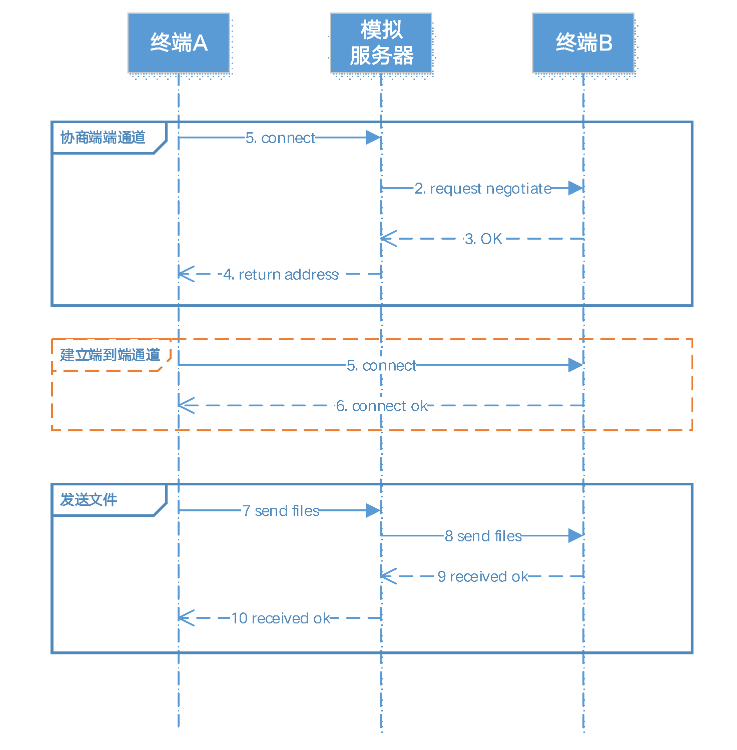 终端A
模拟
服务器
终端B
协商端端通道
5. connect
2. request negotiate
3. OK
4. return address
建立端到端通道
5. connect
6. connect ok
发送文件
7 send files
8 send files
9 received ok
10 received ok